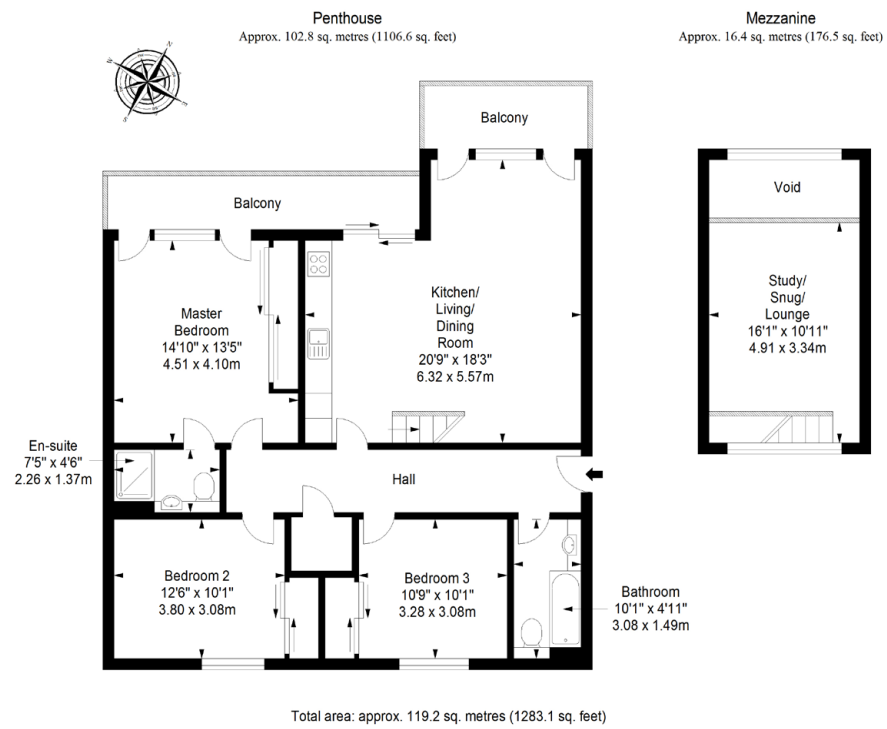 Penthouse
Approx. 102.8 sq. metres (1106.6 sq. feet)
Mezzanine
Approx. 16.4 sq. metres (176.5 sq. feet)
N
W
E
S
Balcony
Balcony
Void
Master
Bedroom
14'10" x 13'5"
4.51 x 4.10m
Kitchen/
Living/
Dining
Room
20'9" x 18'3"
6.32 x 5.57m
Study/
Snug/
Lounge
16'1" x 10'11"
4.91 x 3.34m
En-suite
7'5" x 4'6"
2.26 x 1.37m
Hall
Bedroom 2
12'6" x 10'1"
3.80 x 3.08m
Bedroom 3
10'9" x 10'1"
3.28 x 3.08m
Bathroom
10'1" x 4'11"
3.08 x 1.49m
Total area: approx. 119.2 sq. metres (1283.1 sq. feet)